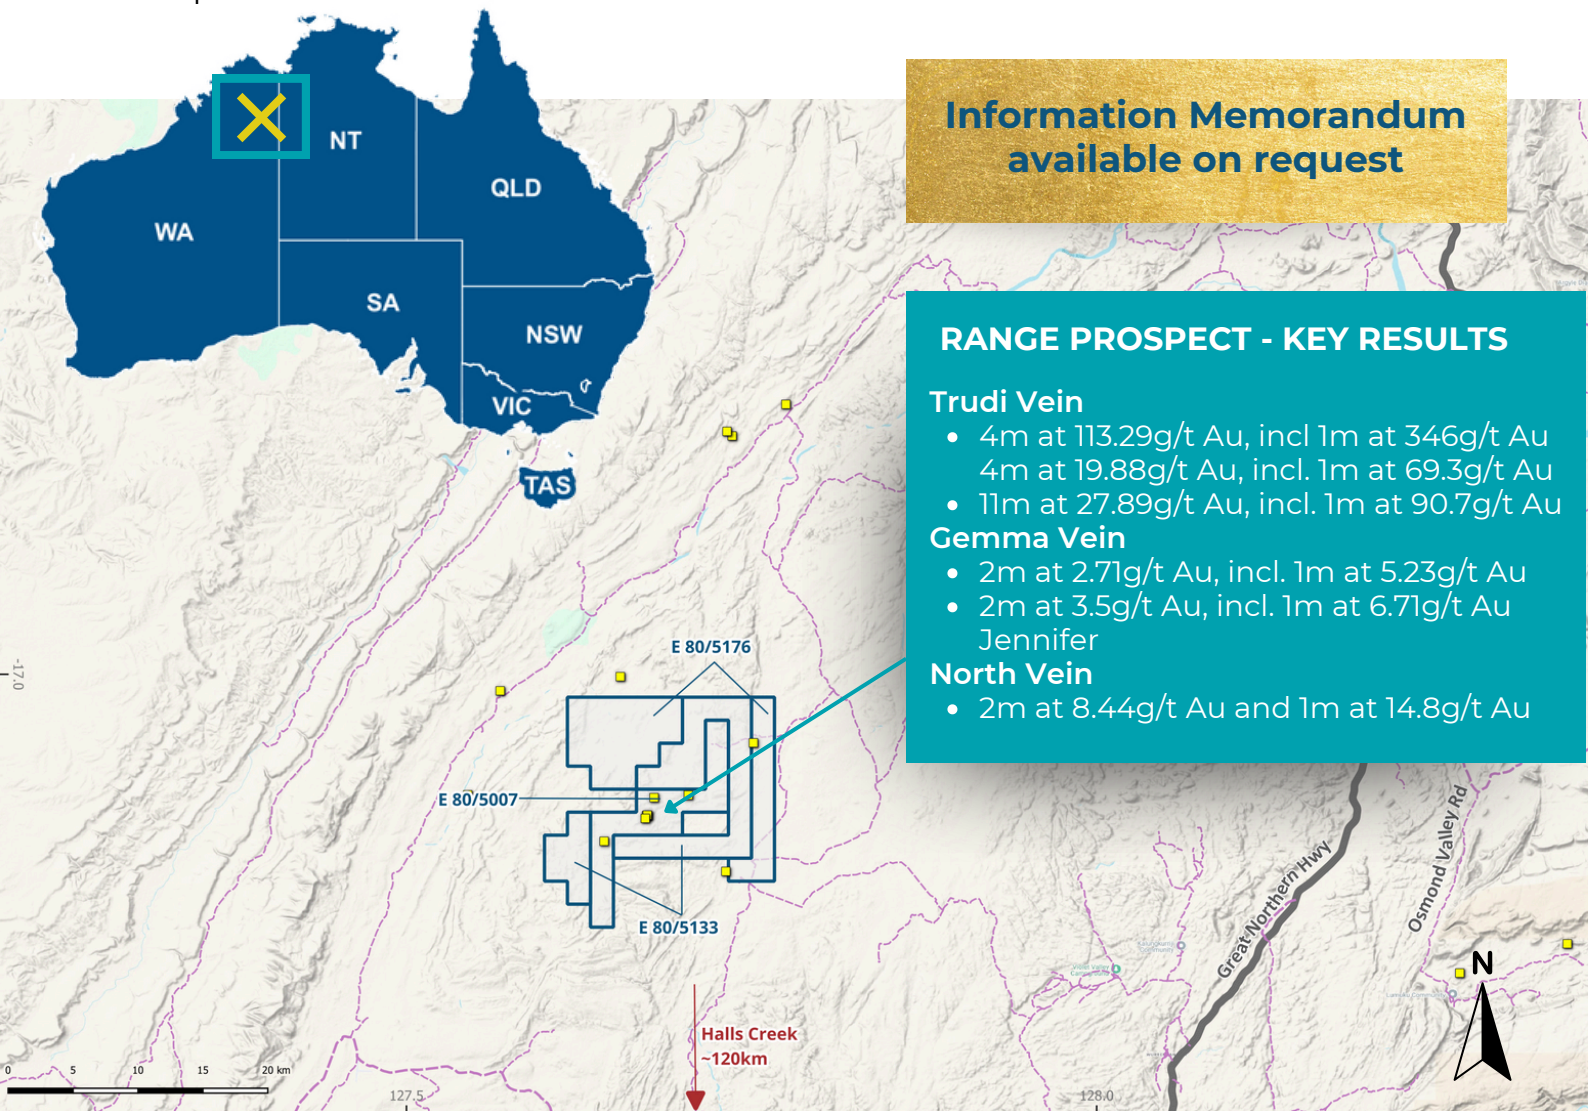 NT
QLD
WA
SA
NSW
VIC
TAS
Information Memorandum
available on request
RANGE PROSPECT - KEY RESULTS
Trudi Vein
• 4m at 113.29g/t Au, incl 1m at 346g/t Au
4m at 19.88g/t Au, incl. 1m at 69.3g/t Au
• 11m at 27.89g/t Au, incl. 1m at 90.7g/t Au
Gemma Vein
• 2m at 2.71g/t Au, incl. 1m at 5.23g/t Au
• 2m at 3.5g/t Au, incl. 1m at 6.71g/t Au
Jennifer
North Vein
• 2m at 8.44g/t Au and 1m at 14.8g/t Au
-17.0
E 80/5176
E 80/5007
E 80/5133
Great Northern Hwy
Osmond Valley Rd
N
Halls Creek
~120km
0 5 10 15 20 km
127.5
128.0